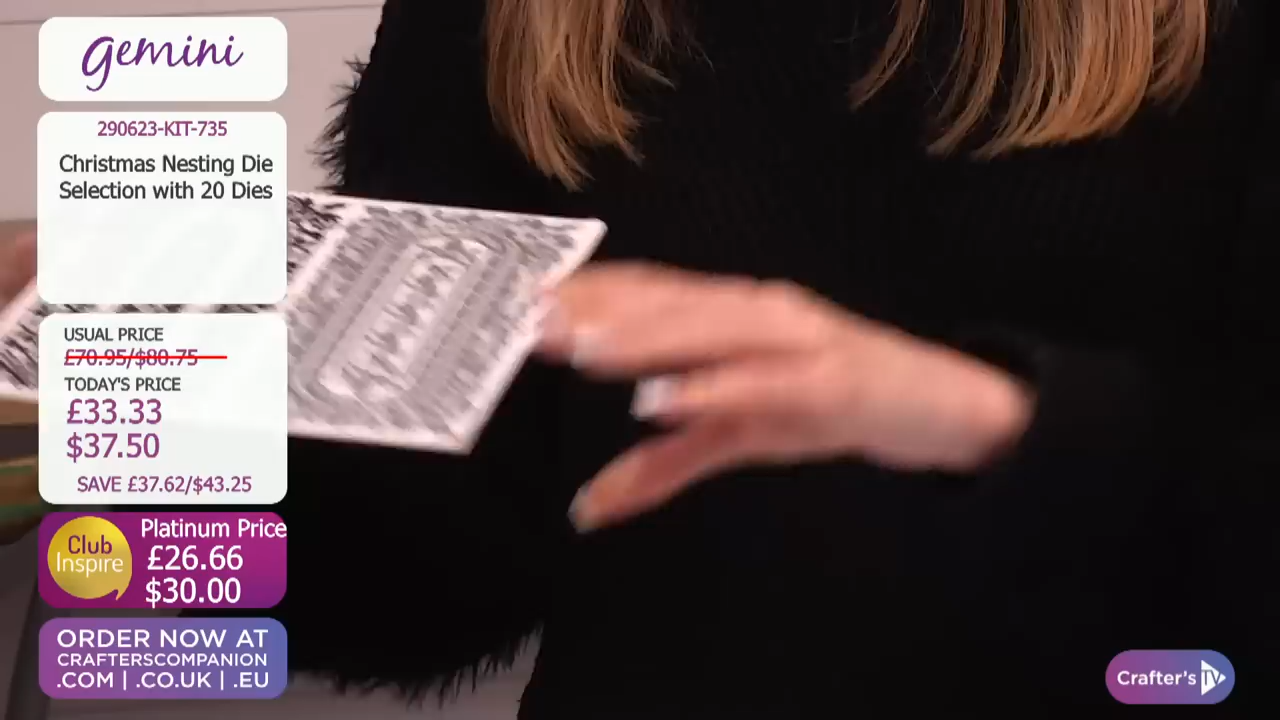 gemini
290623-KIT-735
Christmas Nesting Die
Selection with 20 Dies
USUAL PRICE
£70.95/$80.75
TODAY'S PRICE
£33.33
$37.50
SAVE £37.62/$43.25
Club
Inspire
Platinum Price
£26.66
$30.00
ORDER NOW AT
CRAFTERSCOMPANION
.COM | .CO.UK | .EU
Crafter's TV